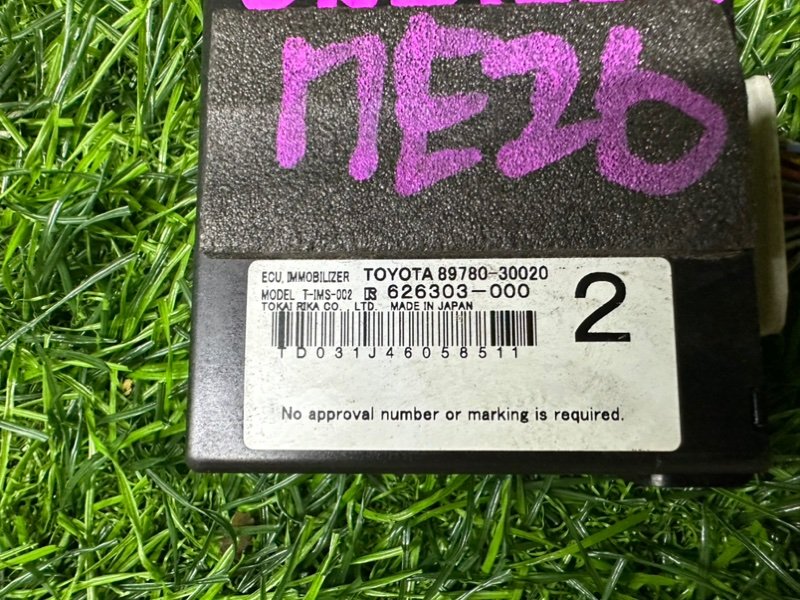 ME20
ECU, IMMOBILIZER TOYOTA 89780-30020
MODEL T-IMS-002 626303-000
TOKAI RIKA CO., LTD. MADE IN JAPAN
2
TD031J46058511
No approval number or marking is required.